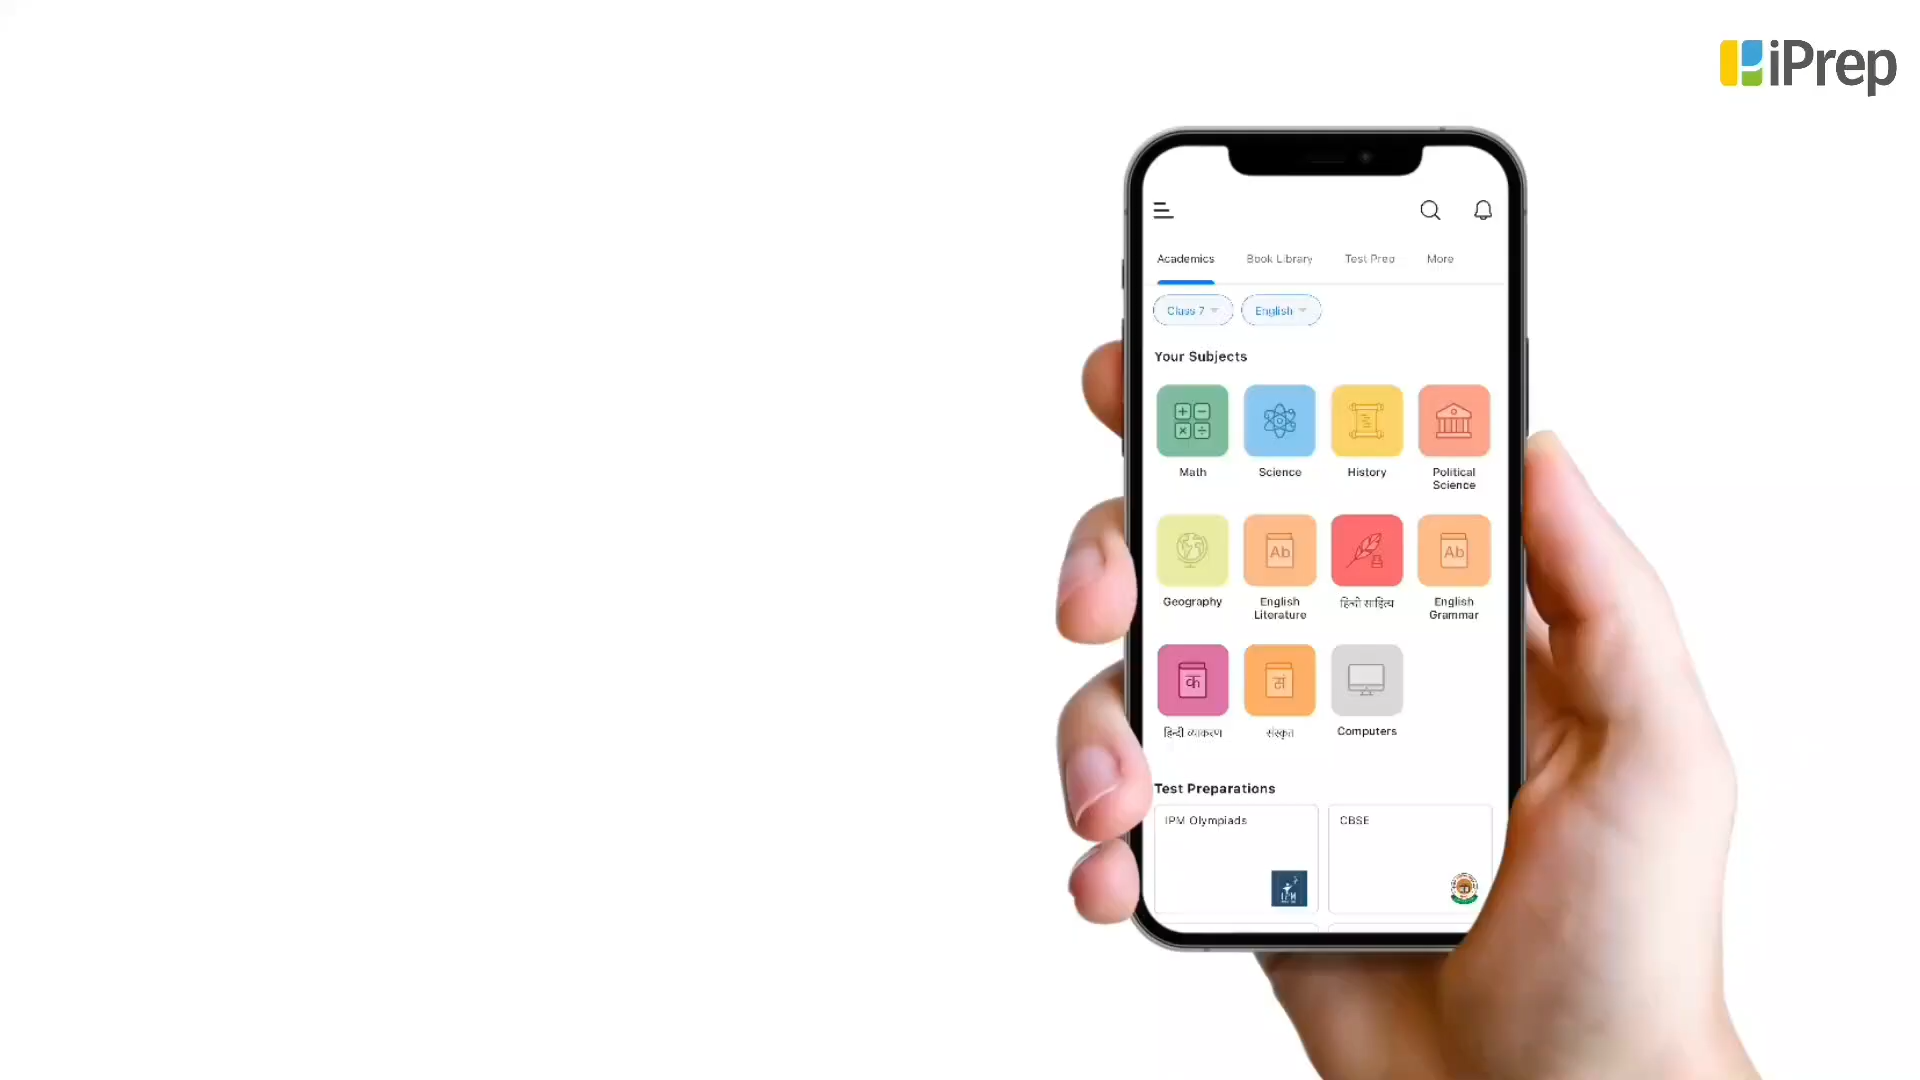 iPrep
Academics Book Library Test Prep More
Class 7 English
Your Subjects
Math Science History Political Science
Geography English Literature हिन्दी साहित्य English Grammar
हिन्दी व्याकरण संस्कृत Computers
Test Preparations
IPM Olympiads CBSE